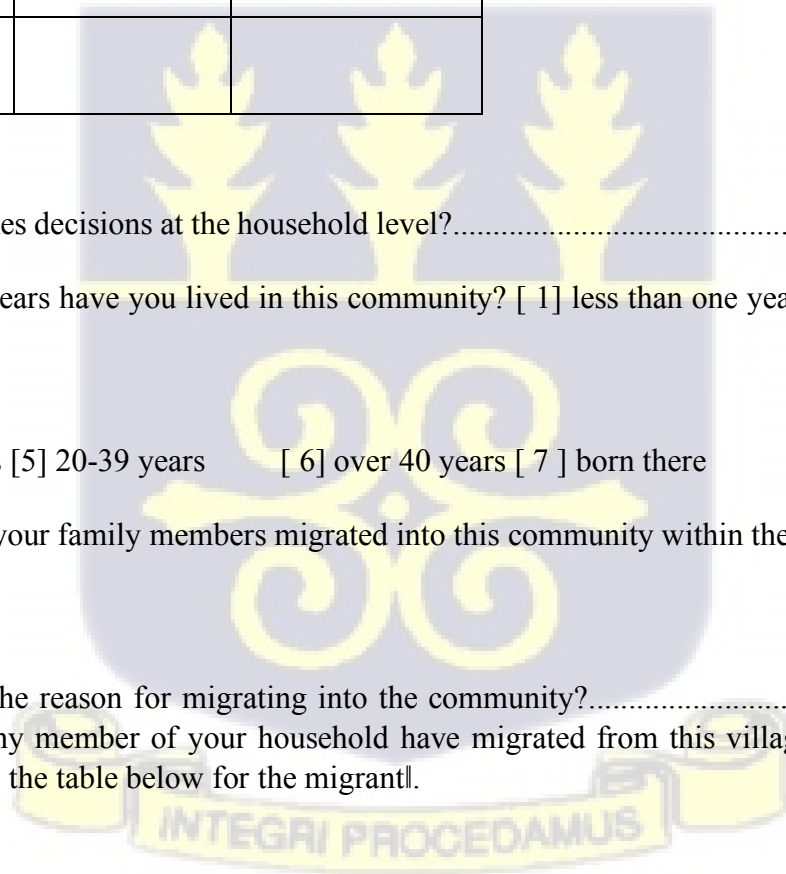 es decisions at the household level?..........................................
ears have you lived in this community? [ 1] less than one yea
[5] 20-39 years [ 6] over 40 years [ 7 ] born there
your family members migrated into this community within the
he reason for migrating into the community?.........................
member of your household have migrated from this villag
the table below for the migrant‖.
INTEGRI PROCEDAMUS